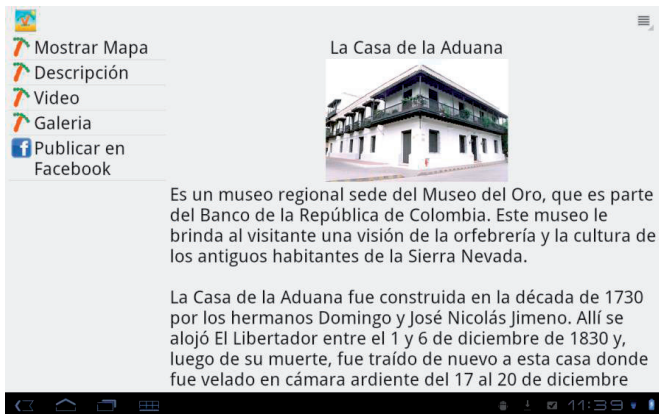 Mostrar Mapa
Descripción
Video
Galeria
Publicar en
Facebook
La Casa de la Aduana
Es un museo regional sede del Museo del Oro, que es parte
del Banco de la República de Colombia. Este museo le
brinda al visitante una visión de la orfebrería y la cultura de
los antiguos habitantes de la Sierra Nevada.
La Casa de la Aduana fue construida en la década de 1730
por los hermanos Domingo y José Nicolás Jimeno. Allí se
alojó El Libertador entre el 1 y 6 de diciembre de 1830 y,
luego de su muerte, fue traído de nuevo a esta casa donde
fue velado en cámara ardiente del 17 al 20 de diciembre
11:39